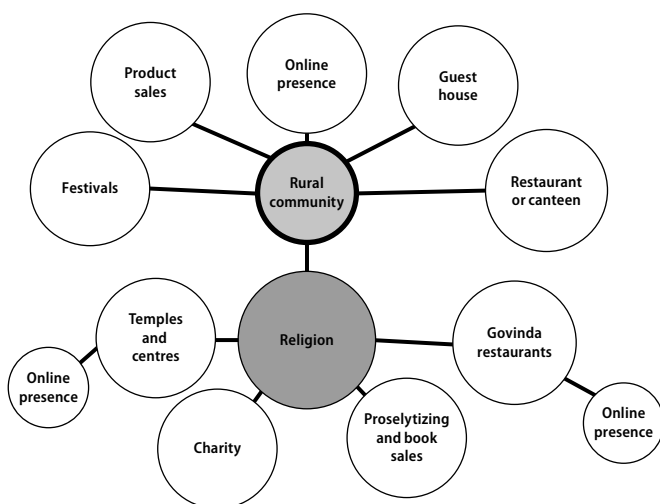 Online
presence
Product
sales
Guest
house
Festivals
Rural
community
Restaurant
or canteen
Temples
and
centres
Religion
Govinda
restaurants
Online
presence
Charity
Proselytizing
and book
sales
Online
presence